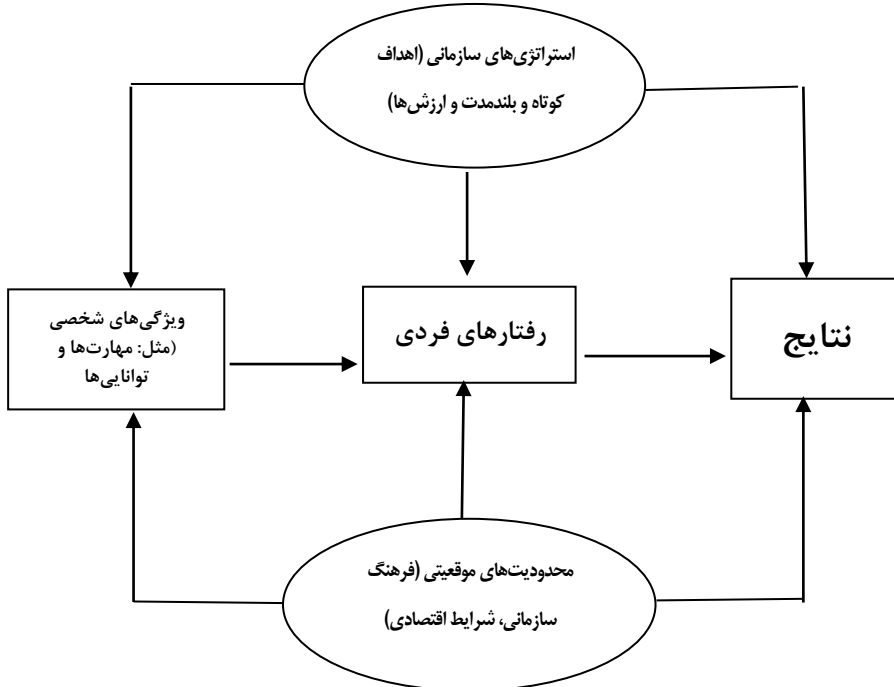 استراتژی‌های سازمانی (اهداف
کوتاه و بلندمدت و ارزش‌ها)
ویژگی‌های شخصی
(مثل: مهارت‌ها و
توانایی‌ها
رفتارهای فردی
نتایج
محدودیت‌های موقعیتی (فرهنگ
سازمانی، شرایط اقتصادی)